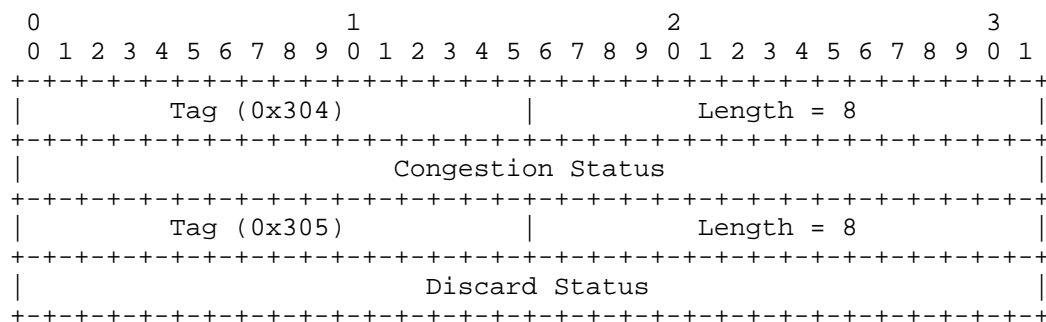 0                   1                   2                   3
 0 1 2 3 4 5 6 7 8 9 0 1 2 3 4 5 6 7 8 9 0 1 2 3 4 5 6 7 8 9 0 1
+-+-+-+-+-+-+-+-+-+-+-+-+-+-+-+-+-+-+-+-+-+-+-+-+-+-+-+-+-+-+-+-+
|         Tag (0x304)           |          Length = 8           |
+-+-+-+-+-+-+-+-+-+-+-+-+-+-+-+-+-+-+-+-+-+-+-+-+-+-+-+-+-+-+-+-+
|                       Congestion Status                       |
+-+-+-+-+-+-+-+-+-+-+-+-+-+-+-+-+-+-+-+-+-+-+-+-+-+-+-+-+-+-+-+-+
|         Tag (0x305)           |          Length = 8           |
+-+-+-+-+-+-+-+-+-+-+-+-+-+-+-+-+-+-+-+-+-+-+-+-+-+-+-+-+-+-+-+-+
|                         Discard Status                        |
+-+-+-+-+-+-+-+-+-+-+-+-+-+-+-+-+-+-+-+-+-+-+-+-+-+-+-+-+-+-+-+-+